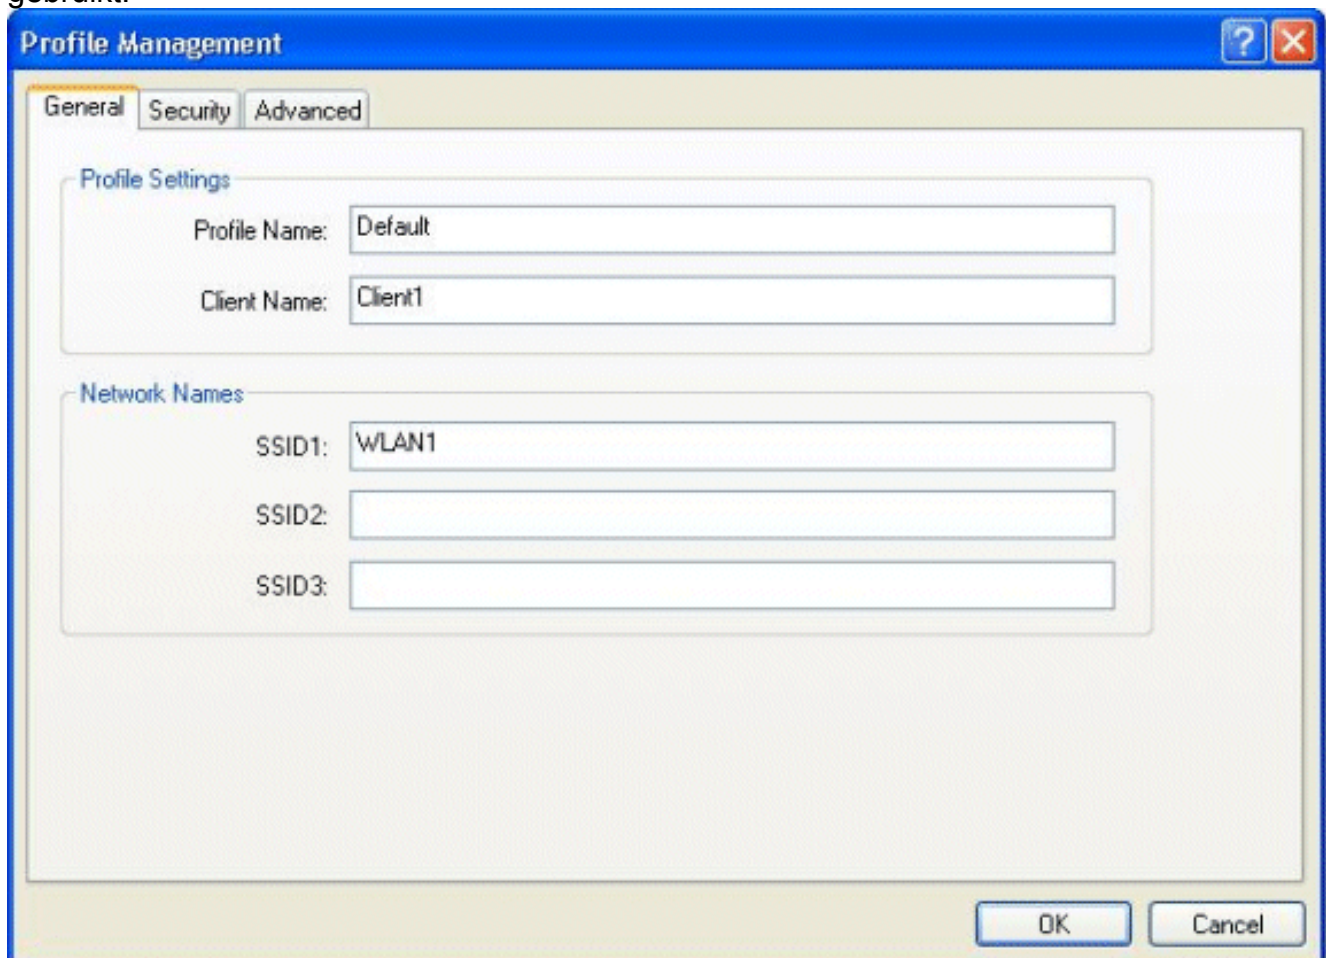 gebruikt.
Profile Management
General Security Advanced
Profile Settings
Profile Name: Default
Client Name: Client1
Network Names
SSID1: WLAN1
SSID2:
SSID3:
OK Cancel